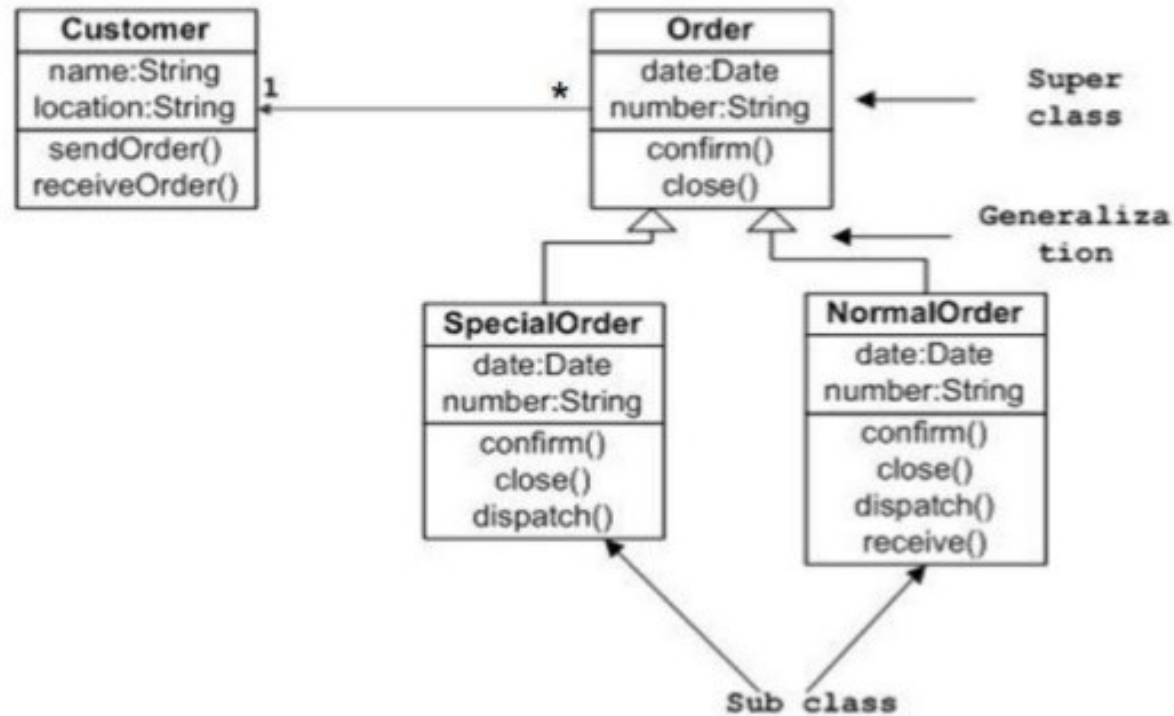 Customer
name:String
location:String
sendOrder()
receiveOrder()
1
*
Order
date:Date
number:String
confirm()
close()
Super
class
Generaliza
tion
SpecialOrder
date:Date
number:String
confirm()
close()
dispatch()
NormalOrder
date:Date
number:String
confirm()
close()
dispatch()
receive()
Sub class